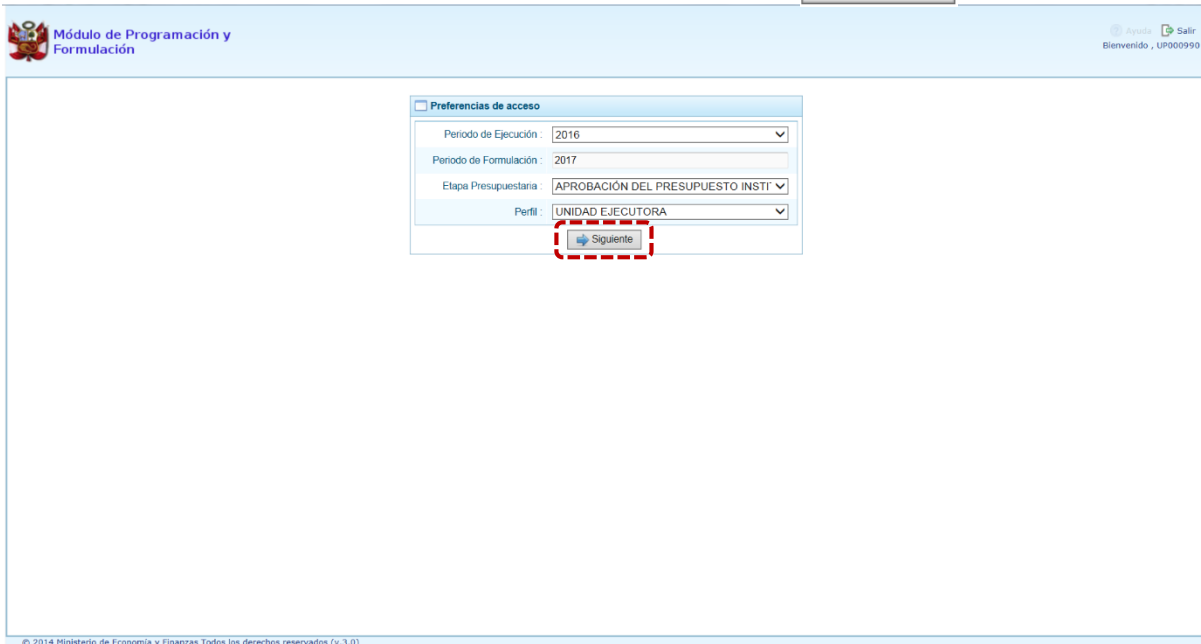 Módulo de Programación y
Formulación
Ayuda Salir
Bienvenido , UP000990
Preferencias de acceso
Periodo de Ejecución : 2016
Periodo de Formulación : 2017
Etapa Presupuestaria : APROBACIÓN DEL PRESUPUESTO INSTI
Perfil : UNIDAD EJECUTORA
Siguiente
© 2014 Ministerio de Economía y Finanzas Todos los derechos reservados (v 3.0)